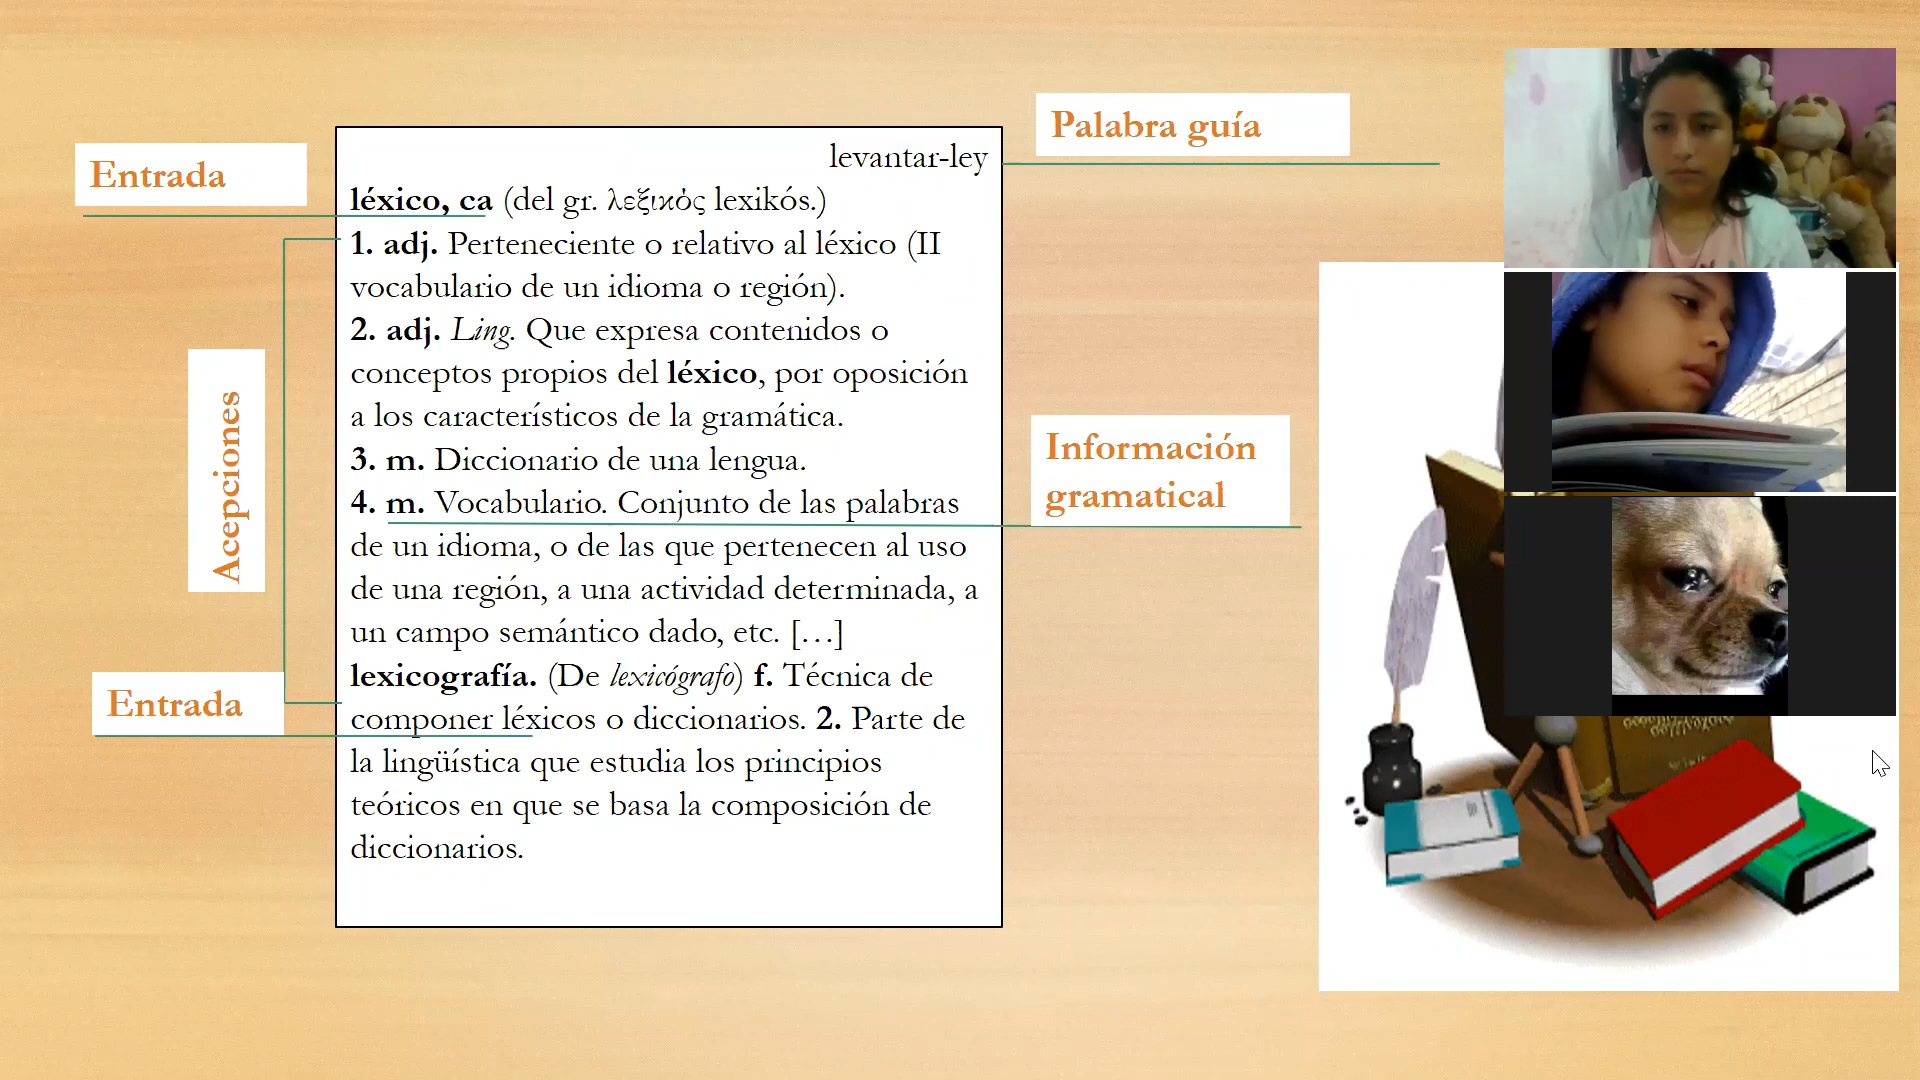 Entrada
Acepciones
Entrada
levantar-ley
léxico, ca (del gr. λεξικὀς lexikós.)
1. adj. Perteneciente o relativo al léxico (II
vocabulario de un idioma o región).
2. adj. Ling. Que expresa contenidos o
conceptos propios del léxico, por oposición
a los característicos de la gramática.
3. m. Diccionario de una lengua.
4. m. Vocabulario. Conjunto de las palabras
de un idioma, o de las que pertenecen al uso
de una región, a una actividad determinada, a
un campo semántico dado, etc. […]
lexicografía. (De lexicógrafo) f. Técnica de
componer léxicos o diccionarios. 2. Parte de
la lingüística que estudia los principios
teóricos en que se basa la composición de
diccionarios.
Palabra guía
Información
gramatical